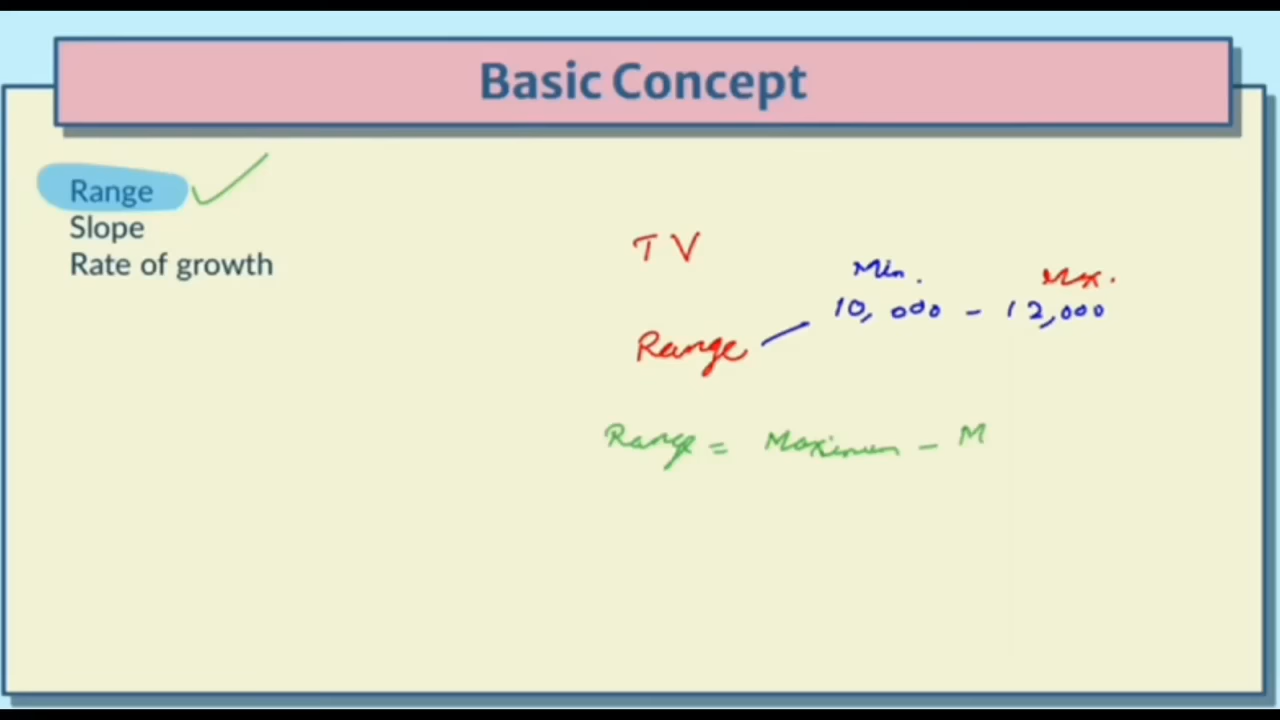 Basic Concept
Range
Slope
Rate of growth
TV
Min. Mx.
10,000 - 12,000
Range
Range = Maximum - M